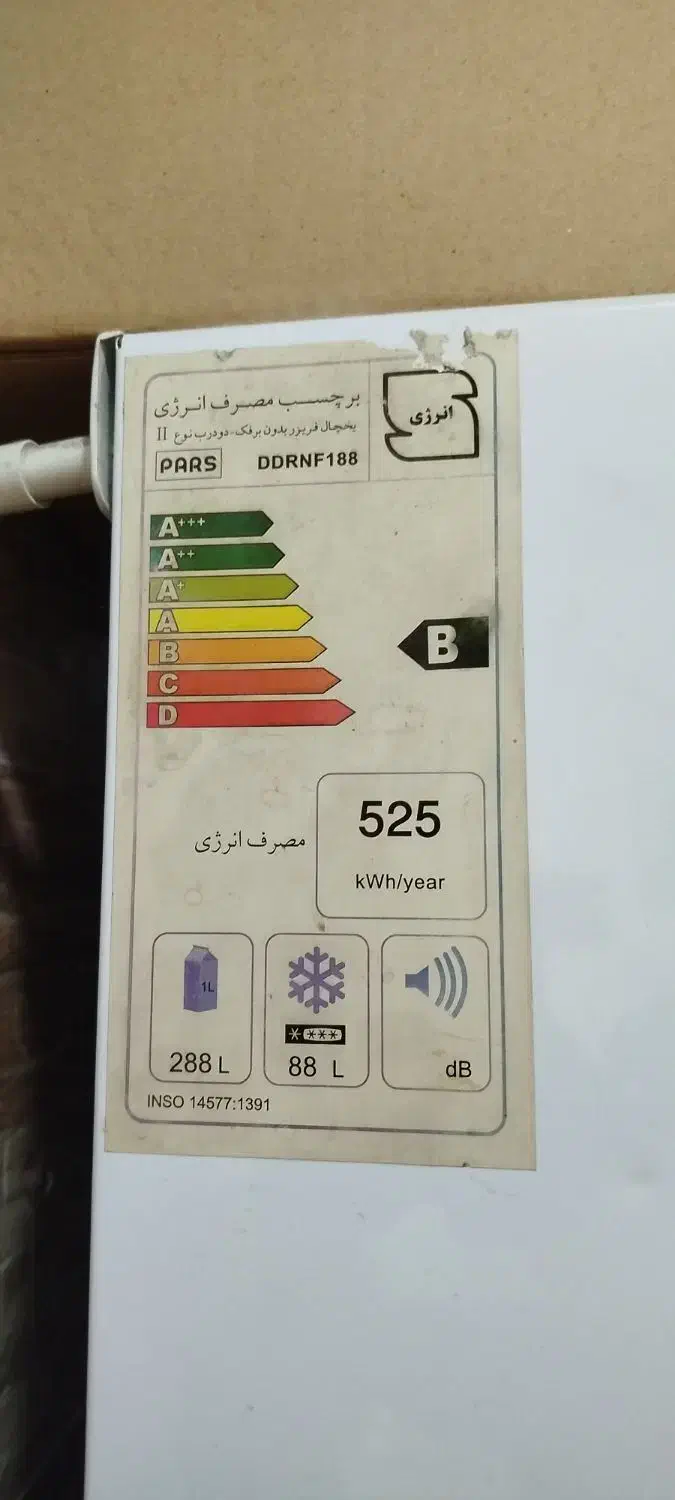 برچسب مصرف انرژی
انرژی
یخچال فریزر بدون برفک-دودرب نوع II
PARS DDRNF188
A+++
A++
A+
A
B
B
C
D
525
مصرف انرژی
kWh/year
1L
288 L
88 L
dB
INSO 14577:1391